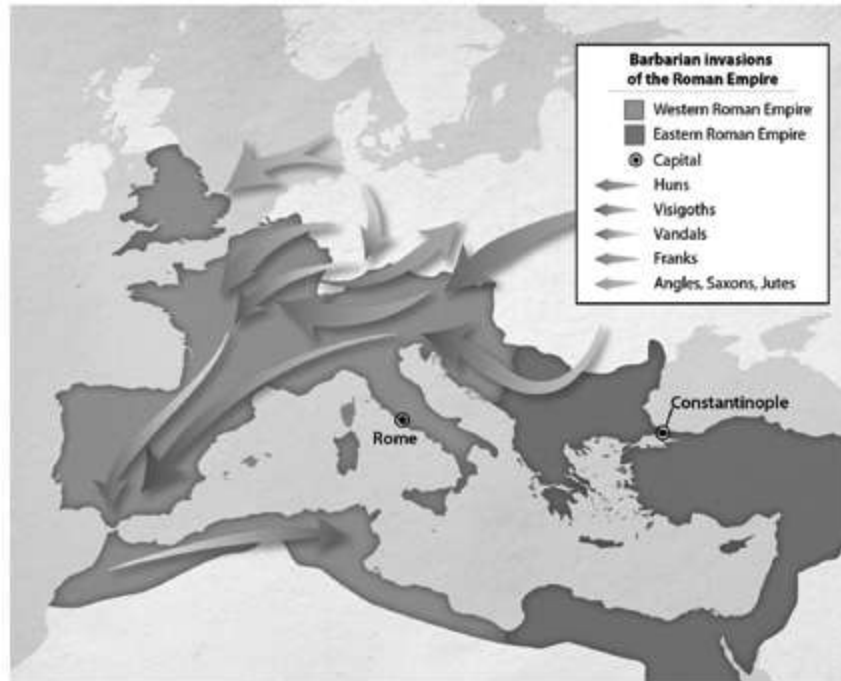 Barbarian invasions
of the Roman Empire
Western Roman Empire
Eastern Roman Empire
Capital
Huns
Visigoths
Vandals
Franks
Angles, Saxons, Jutes
Constantinople
Rome